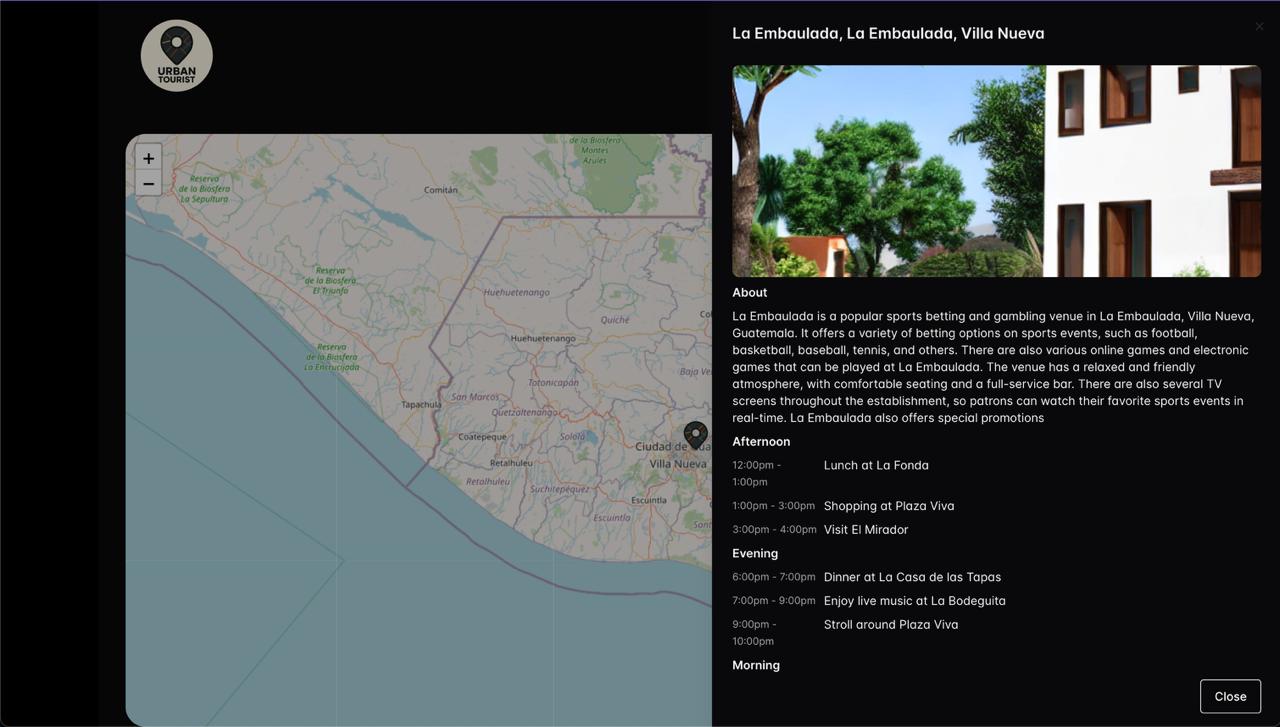 URBAN
TOURIST
La Embaulada, La Embaulada, Villa Nueva
+
−
Reserva
de la Biosfera
La Sepultura
Comitán
de la Biosfera
Montes
Azules
Reserva
de la Biosfera
El Triunfo
Reserva
de la Biosfera
La Encrucijada
Huehuetenango
Quiché
Huehuetenango
Totonicapán
Baja Ve
San Marcos
Tapachula
Quetzaltenango
Coatepeque
Sololá
Ciudad de
Villa Nueva
Retalhuleu
Retalhuleu
Suchitepéquez
Escuintla
Escuintla
About
La Embaulada is a popular sports betting and gambling venue in La Embaulada, Villa Nueva,
Guatemala. It offers a variety of betting options on sports events, such as football,
basketball, baseball, tennis, and others. There are also various online games and electronic
games that can be played at La Embaulada. The venue has a relaxed and friendly
atmosphere, with comfortable seating and a full-service bar. There are also several TV
screens throughout the establishment, so patrons can watch their favorite sports events in
real-time. La Embaulada also offers special promotions
Afternoon
12:00pm - Lunch at La Fonda
1:00pm
1:00pm - 3:00pm Shopping at Plaza Viva
3:00pm - 4:00pm Visit El Mirador
Evening
6:00pm - 7:00pm Dinner at La Casa de las Tapas
7:00pm - 9:00pm Enjoy live music at La Bodeguita
9:00pm - Stroll around Plaza Viva
10:00pm
Morning
Close